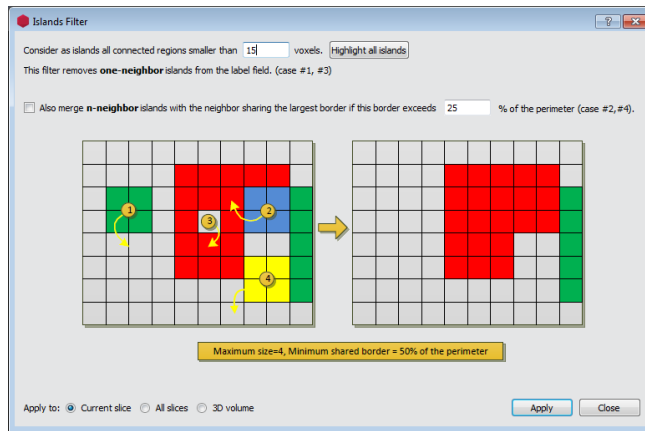 Islands Filter
Consider as islands all connected regions smaller than 15 voxels. Highlight all islands
This filter removes one-neighbor islands from the label field. (case #1, #3)
Also merge n-neighbor islands with the neighbor sharing the largest border if this border exceeds 25 % of the perimeter (case #2,#4).
1
2
3
4
Maximum size=4, Minimum shared border = 50% of the perimeter
Apply to: Current slice All slices 3D volume Apply Close